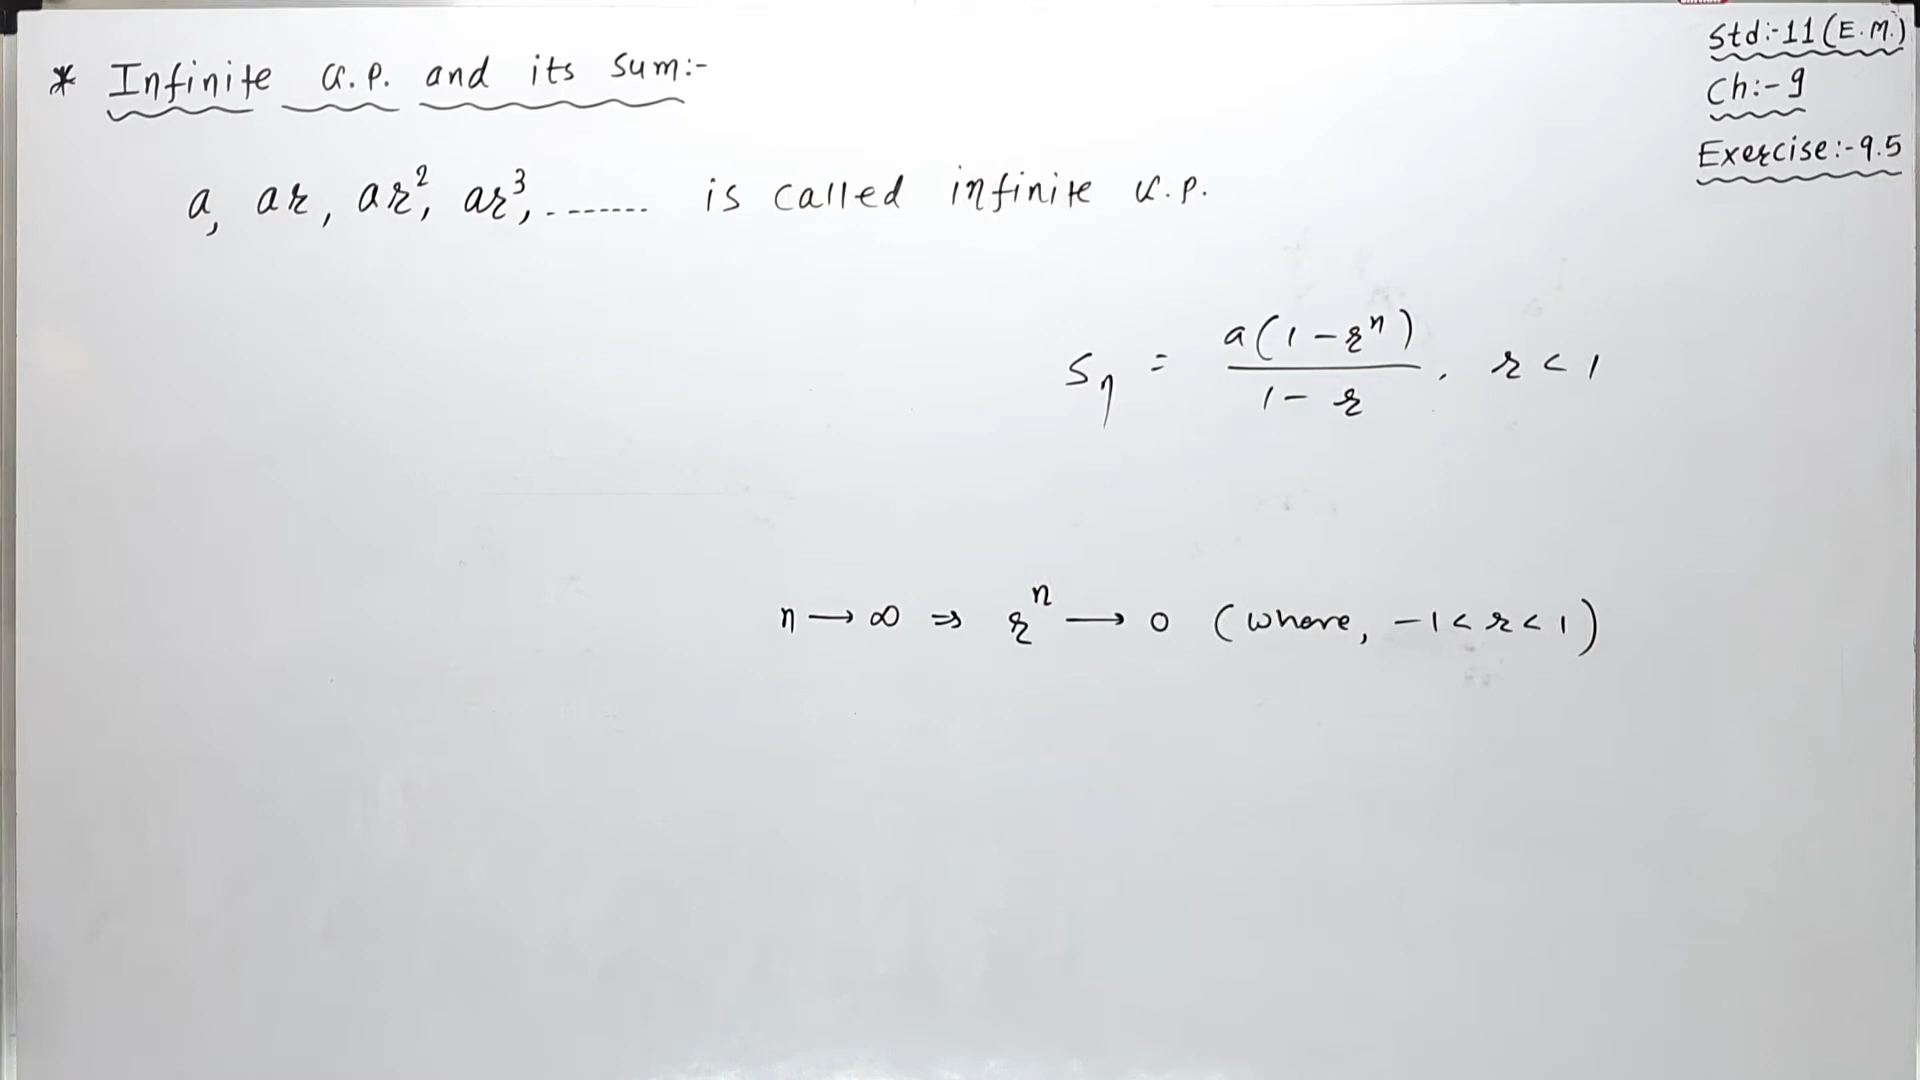 * Infinite G.P. and its sum:-
Std:-11 (E.M.)
Ch:- 9
Exercise:-9.5
a, ar, ar², ar³, ........ is called infinite G.P.
Sₙ = a(1 - rⁿ) / 1 - r , r < 1
n → ∞ ⇒ rⁿ → 0 (where, -1 < r < 1)